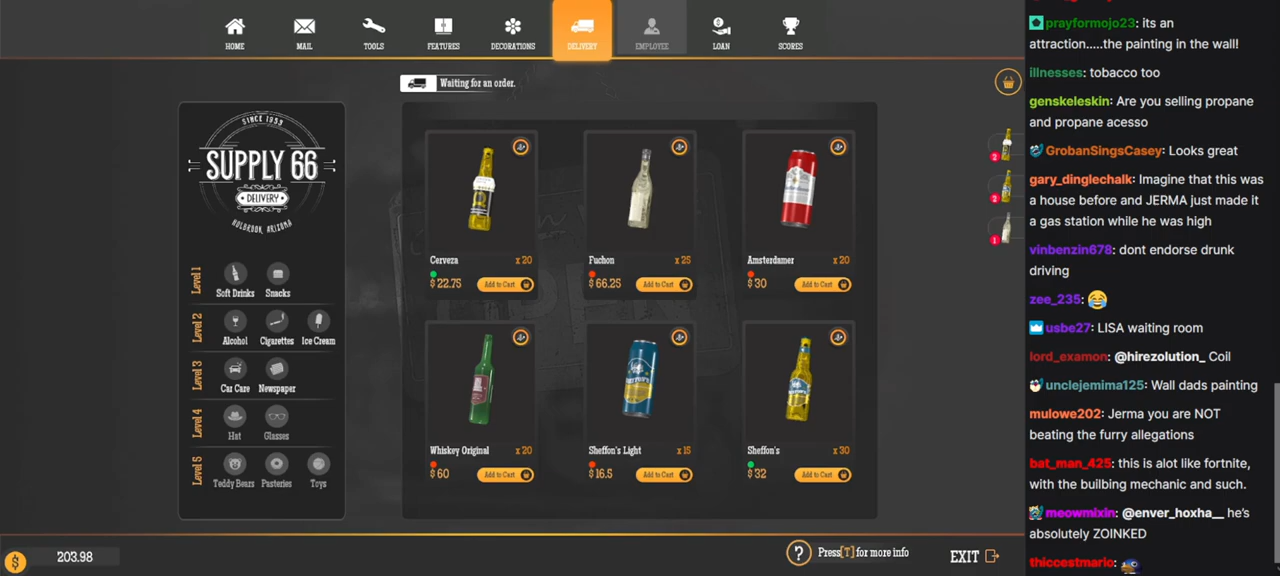 HOME
MAIL
TOOLS
FEATURES
DECORATIONS
DELIVERY
EMPLOYEE
LOAN
SCORES
Waiting for an order.
SINCE 1953
SUPPLY 66
DELIVERY
HOLBROOK, ARIZONA
Level 1
Soft Drinks
Snacks
Level 2
Alcohol
Cigarettes
Ice Cream
Level 3
Car Care
Newspaper
Level 4
Hat
Glasses
Level 5
Teddy Bears
Pasteries
Toys
Cerveza x 20
$ 22.75 Add to Cart
Fuchon x 25
$ 66.25 Add to Cart
Amsterdamer x 20
$ 30 Add to Cart
Whiskey Original x 20
$ 60 Add to Cart
Sheffon's Light x 15
$ 16.5 Add to Cart
Sheffon's x 30
$ 32 Add to Cart
2
2
1
$ 203.98
? Press[T] for more info
EXIT
prayformojo23: its an
attraction.....the painting in the wall!
illnesses: tobacco too
genskeleskin: Are you selling propane
and propane acesso
GrobanSingsCasey: Looks great
gary_dinglechalk: Imagine that this was
a house before and JERMA just made it
a gas station while he was high
vinbenzin678: dont endorse drunk
driving
zee_235:
usbe27: LISA waiting room
lord_examon: @hirezolution_ Coil
unclejemima125: Wall dads painting
mulowe202: Jerma you are NOT
beating the furry allegations
bat_man_425: this is alot like fortnite,
with the builbing mechanic and such.
meowmixin: @enver_hoxha__ he's
absolutely ZOINKED
thiccestmario: